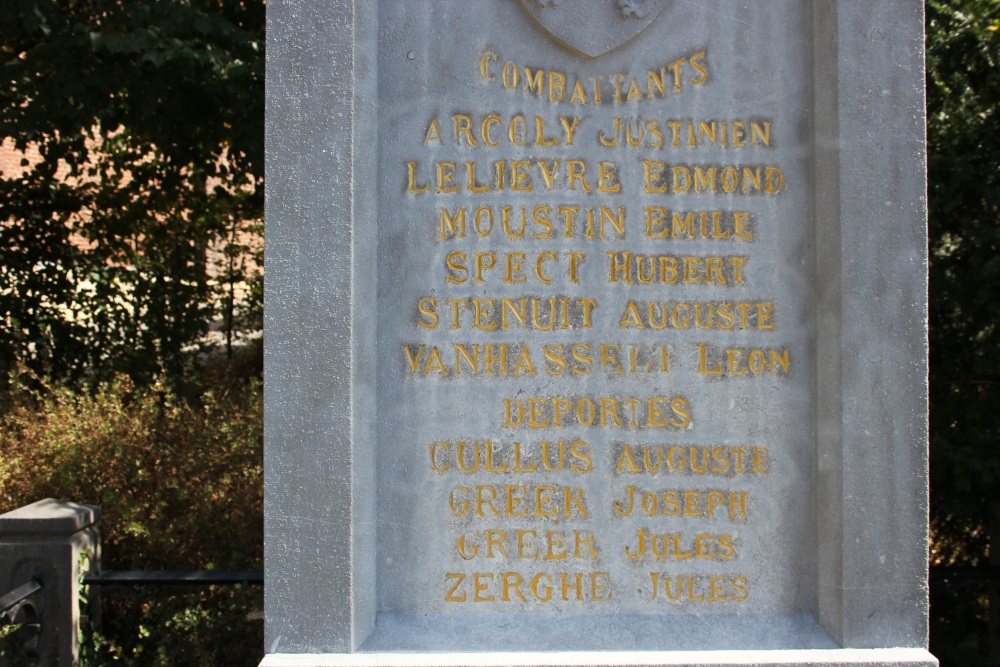 COMBATTANTS
ARCQLY JUSTINIEN
LELIEVRE EDMOND
MOUSTIN EMILE
SPECT HUBERT
STENUIT AUGUSTE
VANHASSELT LEON
DEPORTES
CULLUS AUGUSTE
GREER JOSEPH
GREER JULES
ZERGHE JULES